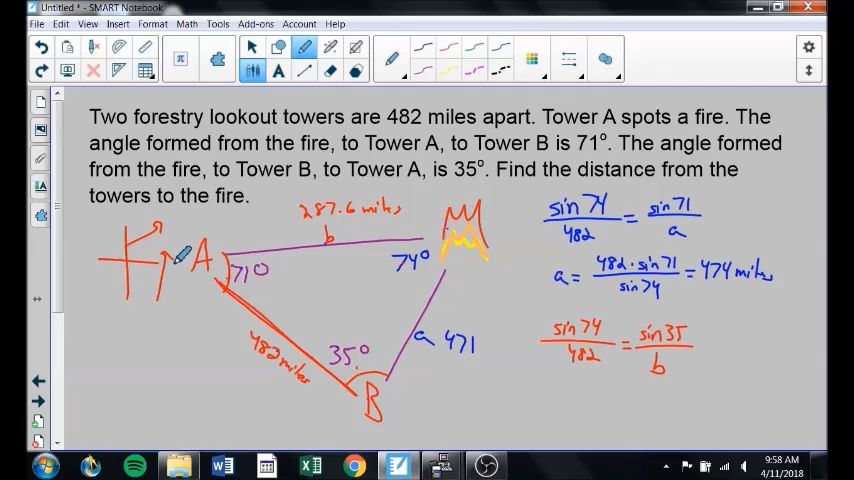 Untitled * - SMART Notebook
File Edit View Insert Format Math Tools Add-ons Account Help
Two forestry lookout towers are 482 miles apart. Tower A spots a fire. The
angle formed from the fire, to Tower A, to Tower B is 71°. The angle formed
from the fire, to Tower B, to Tower A, is 35°. Find the distance from the
towers to the fire.
287.6 miles
b
A
71°
74°
482 miles
35°
B
a 471
sin 74 / 482 = sin 71 / a
a = 482 · sin 71 / sin 74 = 474 miles
sin 74 / 482 = sin 35 / b
9:58 AM
4/11/2018